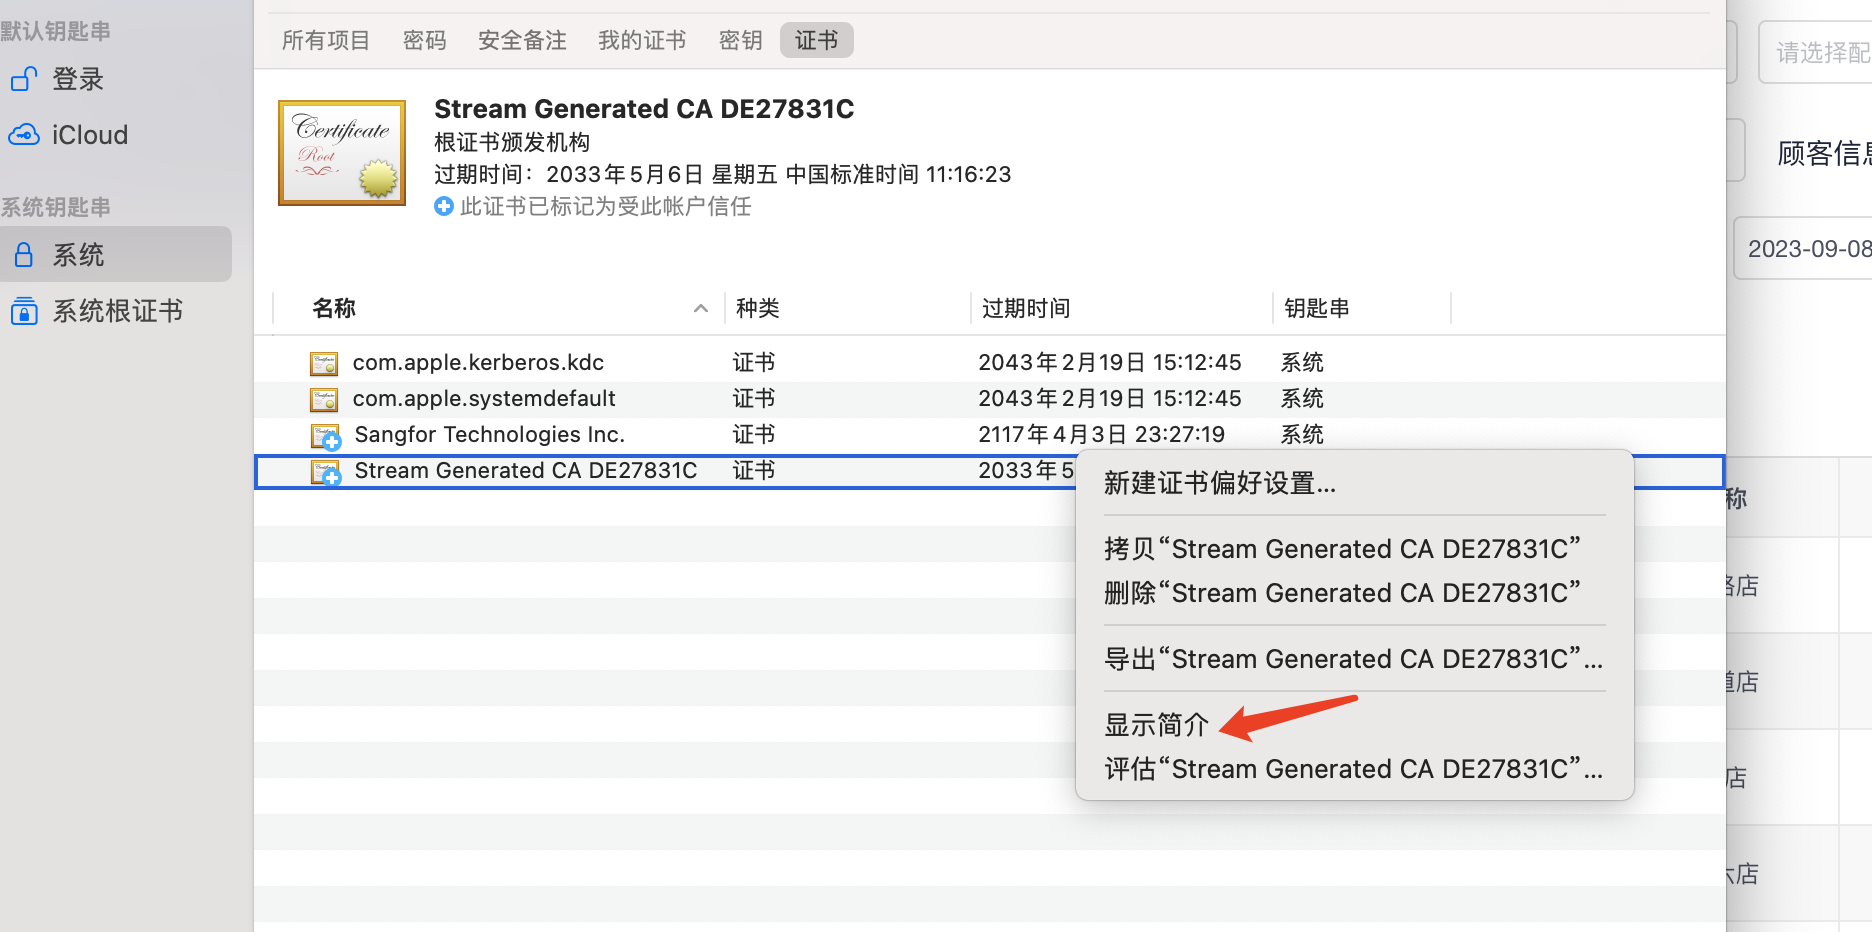 默认钥匙串
登录
iCloud
系统钥匙串
系统
系统根证书
所有项目 密码 安全备注 我的证书 密钥 证书
Certificate
Root
Stream Generated CA DE27831C
根证书颁发机构
过期时间：2033年5月6日 星期五 中国标准时间 11:16:23
此证书已标记为受此帐户信任
名称 种类 过期时间 钥匙串
com.apple.kerberos.kdc 证书 2043年2月19日 15:12:45 系统
com.apple.systemdefault 证书 2043年2月19日 15:12:45 系统
Sangfor Technologies Inc. 证书 2117年4月3日 23:27:19 系统
Stream Generated CA DE27831C 证书 2033年5
新建证书偏好设置...
拷贝“Stream Generated CA DE27831C”
删除“Stream Generated CA DE27831C”
导出“Stream Generated CA DE27831C”...
显示简介
评估“Stream Generated CA DE27831C”...
请选择配
顾客信息
2023-09-08
称
店
道店
店
店